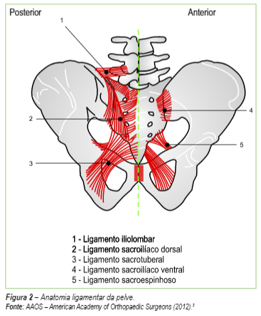 Posterior Anterior
1
2
3
4
5
1 - Ligamento iliolombar
2 - Ligamento sacroilíaco dorsal
3 - Ligamento sacrotuberal
4 - Ligamento sacroilíaco ventral
5 - Ligamento sacroespinhoso
Figura 2 – Anatomia ligamentar da pelve.
Fonte: AAOS – American Academy of Orthopaedic Surgeons (2012).